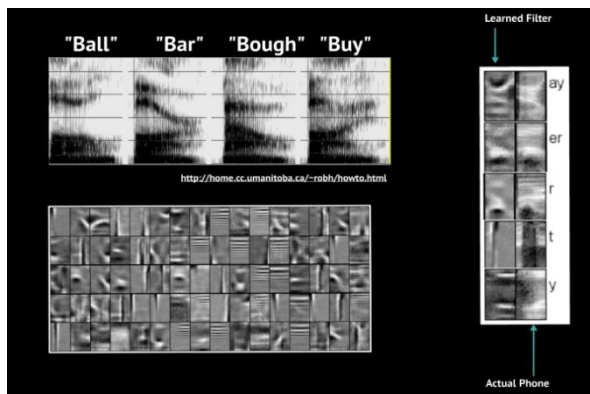 Learned Filter
"Ball" "Bar" "Bough" "Buy"
http://home.cc.umanitoba.ca/~robh/howto.html
ay
er
r
t
y
Actual Phone